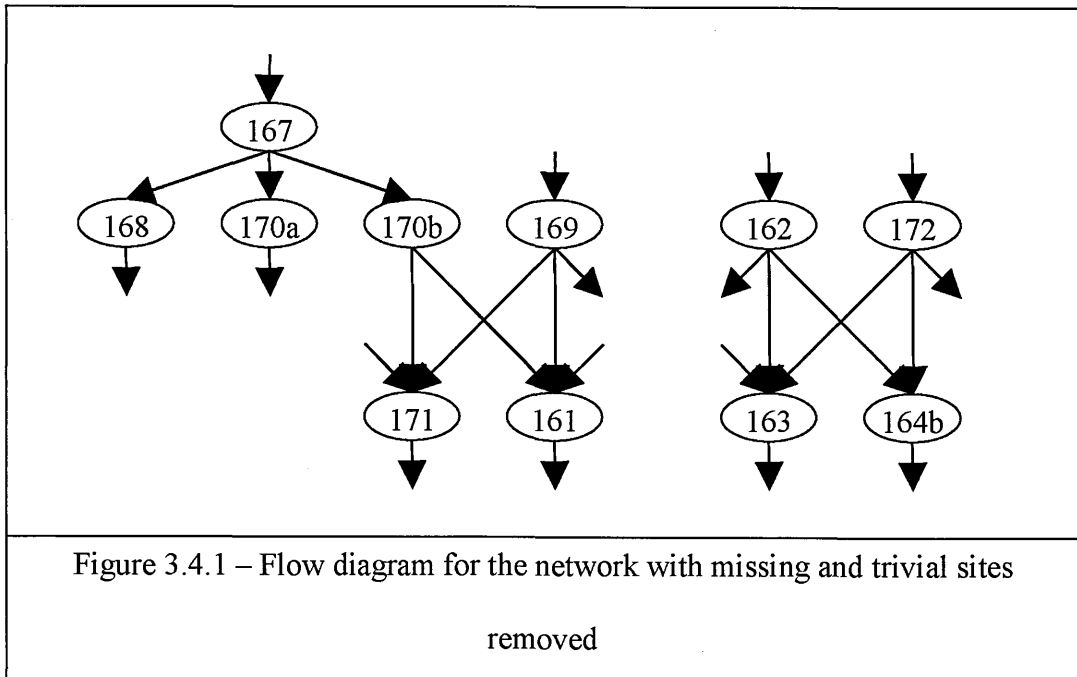 167
168 170a 170b 169 162 172
171 161 163 164b
Figure 3.4.1 – Flow diagram for the network with missing and trivial sites
removed